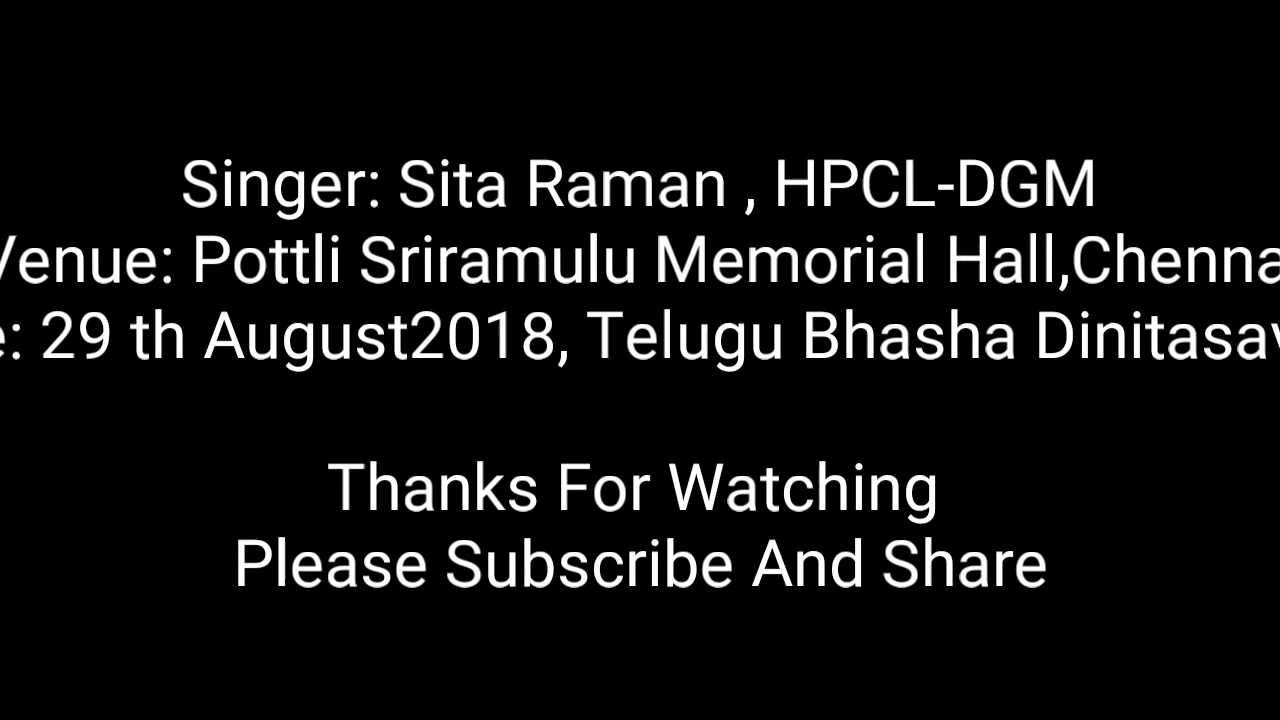 Singer: Sita Raman , HPCL-DGM
Venue: Pottli Sriramulu Memorial Hall,Chenna
e: 29 th August2018, Telugu Bhasha Dinitasav
Thanks For Watching
Please Subscribe And Share